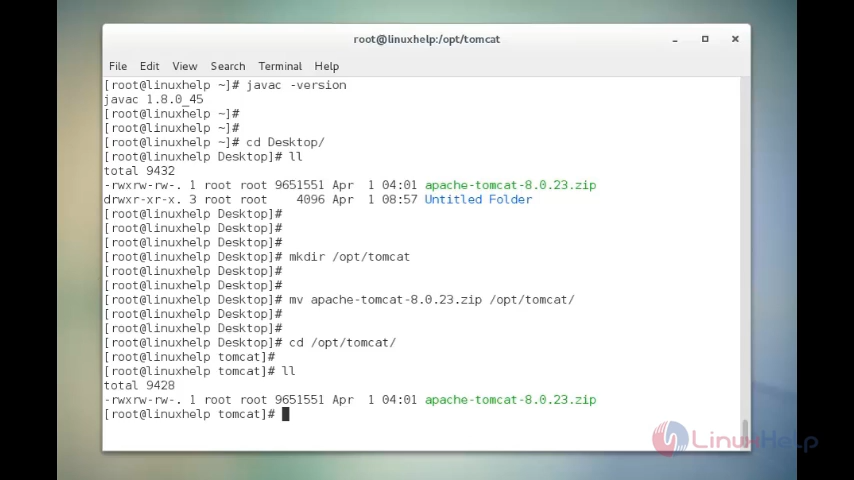 root@linuxhelp:/opt/tomcat
File Edit View Search Terminal Help
[root@linuxhelp ~]# javac -version
javac 1.8.0_45
[root@linuxhelp ~]#
[root@linuxhelp ~]#
[root@linuxhelp ~]# cd Desktop/
[root@linuxhelp Desktop]# ll
total 9432
-rwxrw-rw-. 1 root root 9651551 Apr  1 04:01 apache-tomcat-8.0.23.zip
drwxr-xr-x. 3 root root    4096 Apr  1 08:57 Untitled Folder
[root@linuxhelp Desktop]#
[root@linuxhelp Desktop]#
[root@linuxhelp Desktop]#
[root@linuxhelp Desktop]# mkdir /opt/tomcat
[root@linuxhelp Desktop]#
[root@linuxhelp Desktop]#
[root@linuxhelp Desktop]# mv apache-tomcat-8.0.23.zip /opt/tomcat/
[root@linuxhelp Desktop]#
[root@linuxhelp Desktop]#
[root@linuxhelp Desktop]# cd /opt/tomcat/
[root@linuxhelp tomcat]#
[root@linuxhelp tomcat]# ll
total 9428
-rwxrw-rw-. 1 root root 9651551 Apr  1 04:01 apache-tomcat-8.0.23.zip
[root@linuxhelp tomcat]#
LinuxHelp